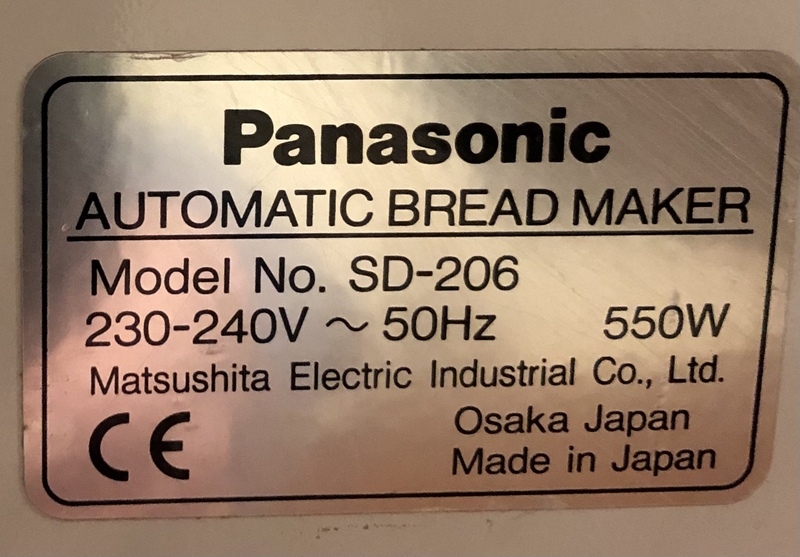 Panasonic
AUTOMATIC BREAD MAKER
Model No. SD-206
230-240V ~ 50Hz 550W
Matsushita Electric Industrial Co., Ltd.
CE Osaka Japan
Made in Japan